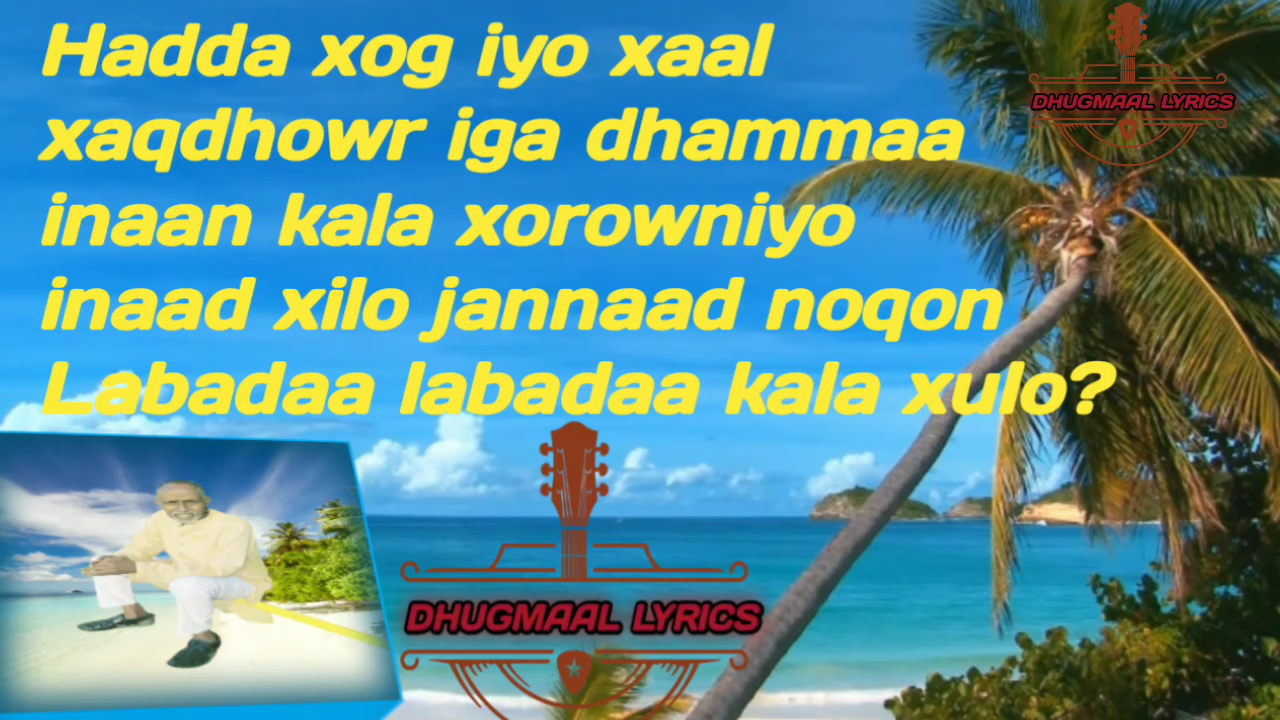 Hadda xog iyo xaal
xaqdhowr iga dhammaa
inaan kala xorowniyo
inaad xilo jannaad noqon
Labadaa labadaa kala xulo?
DHUGMAAL LYRICS
DHUGMAAL LYRICS